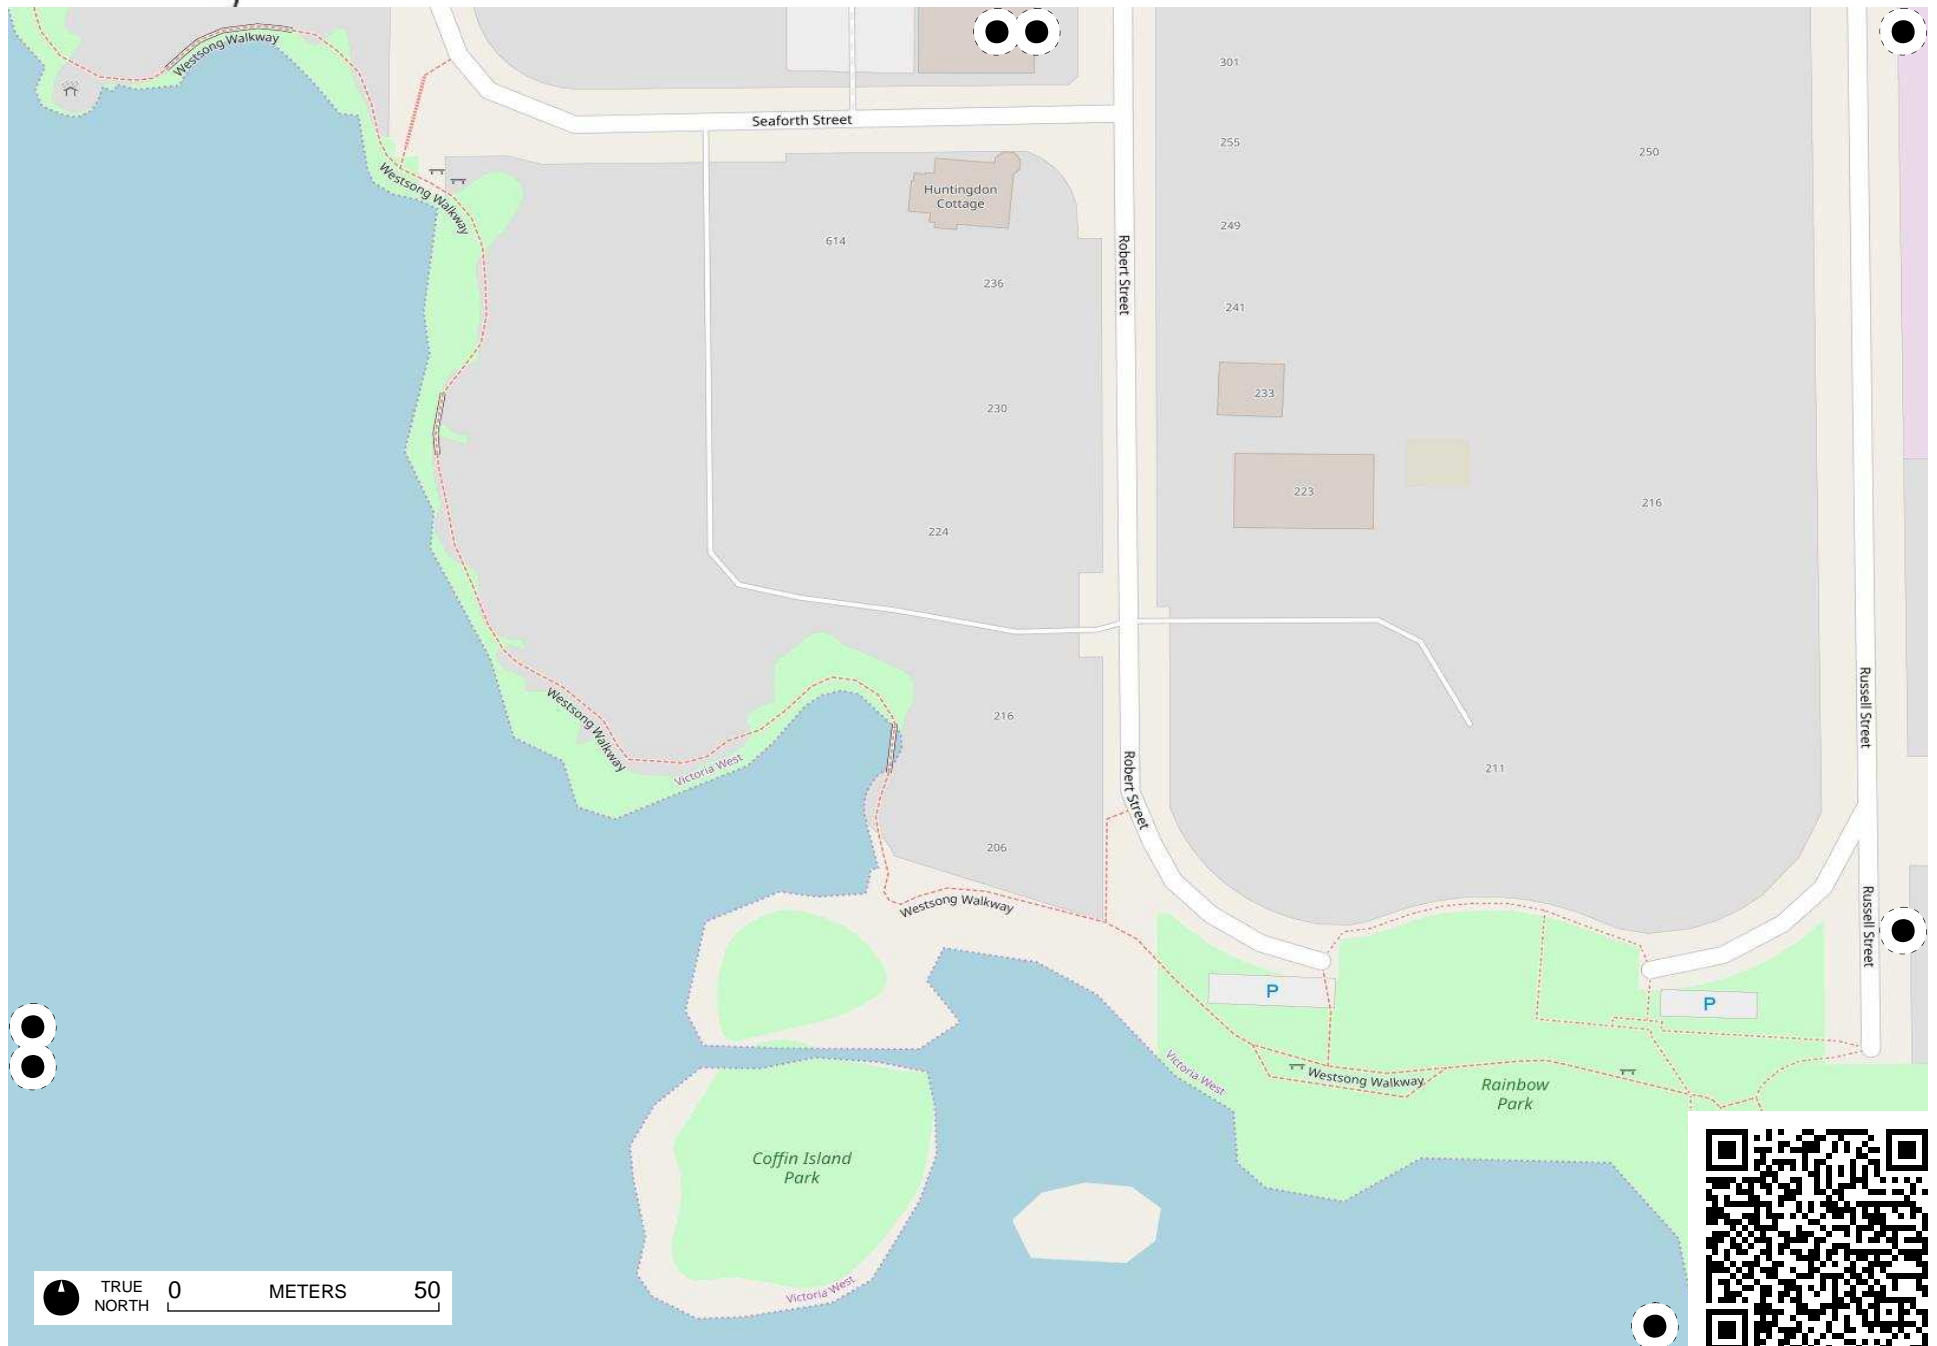 Westsong Walkway
301
Seaforth Street
255
250
Westsong Walkway
Huntingdon
Cottage
249
614
Robert Street
236
241
233
230
223
216
224
Russell Street
Westsong Walkway
216
Victoria West
211
Robert Street
206
Westsong Walkway
Russell Street
P
P
Victoria West
Westsong Walkway
Rainbow
Park
Coffin Island
Park
Victoria West
TRUE
NORTH
0 METERS 50